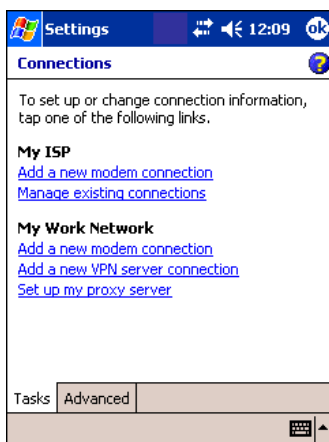 Settings 12:09 ok
Connections ?
To set up or change connection information,
tap one of the following links.
My ISP
Add a new modem connection
Manage existing connections
My Work Network
Add a new modem connection
Add a new VPN server connection
Set up my proxy server
Tasks Advanced